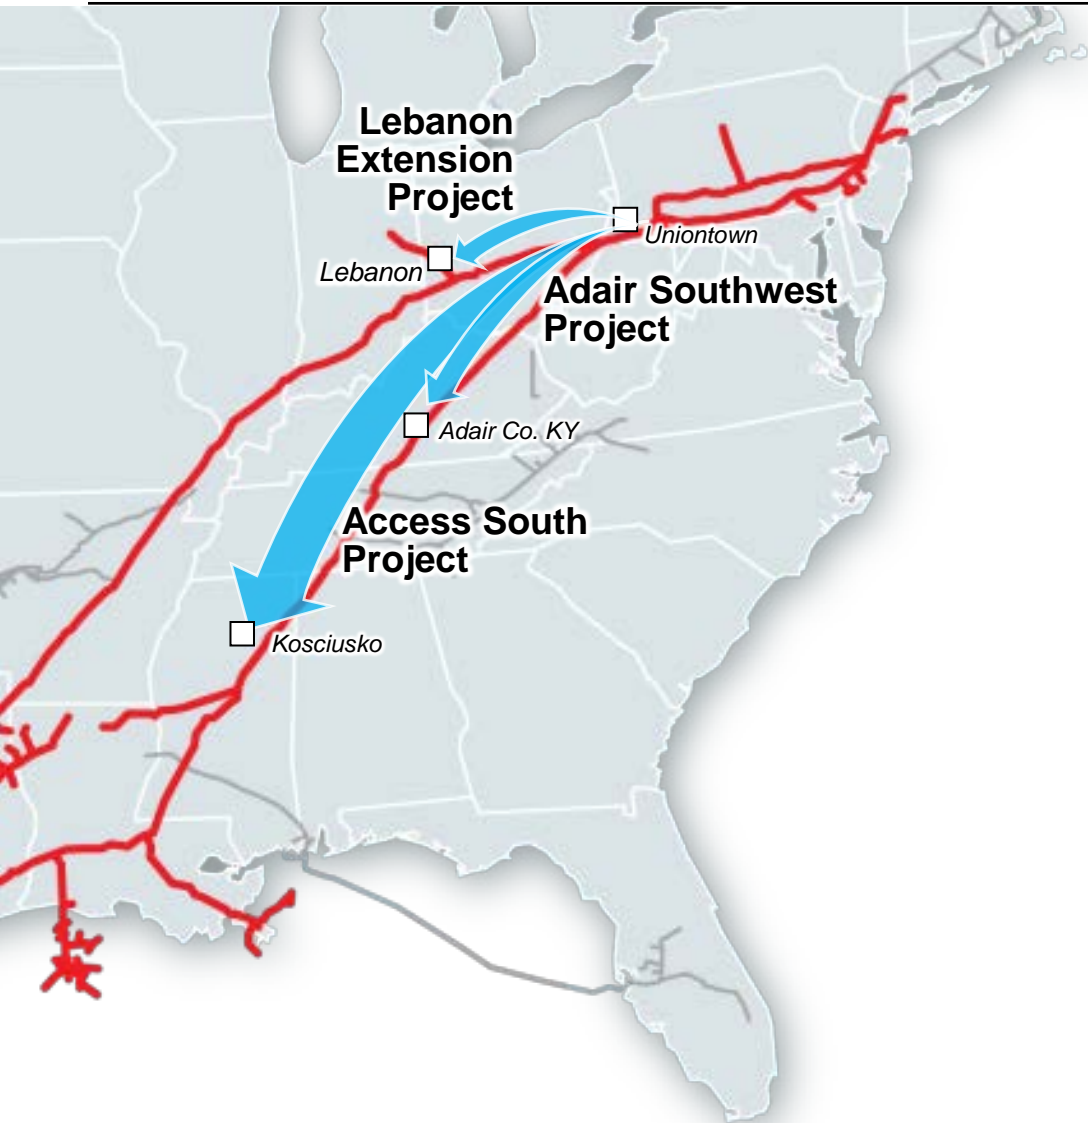 Lebanon
Extension
Project
Uniontown
Lebanon
Adair Southwest
Project
Adair Co. KY
Access South
Project
Kosciusko